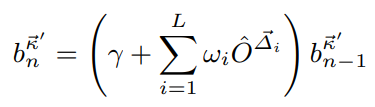 $b_n^{\vec{\kappa}'} = \left( \gamma + \sum_{i=1}^{L} \omega_i \hat{O}^{\vec{\Delta}_i} \right) b_{n-1}^{\vec{\kappa}'}$